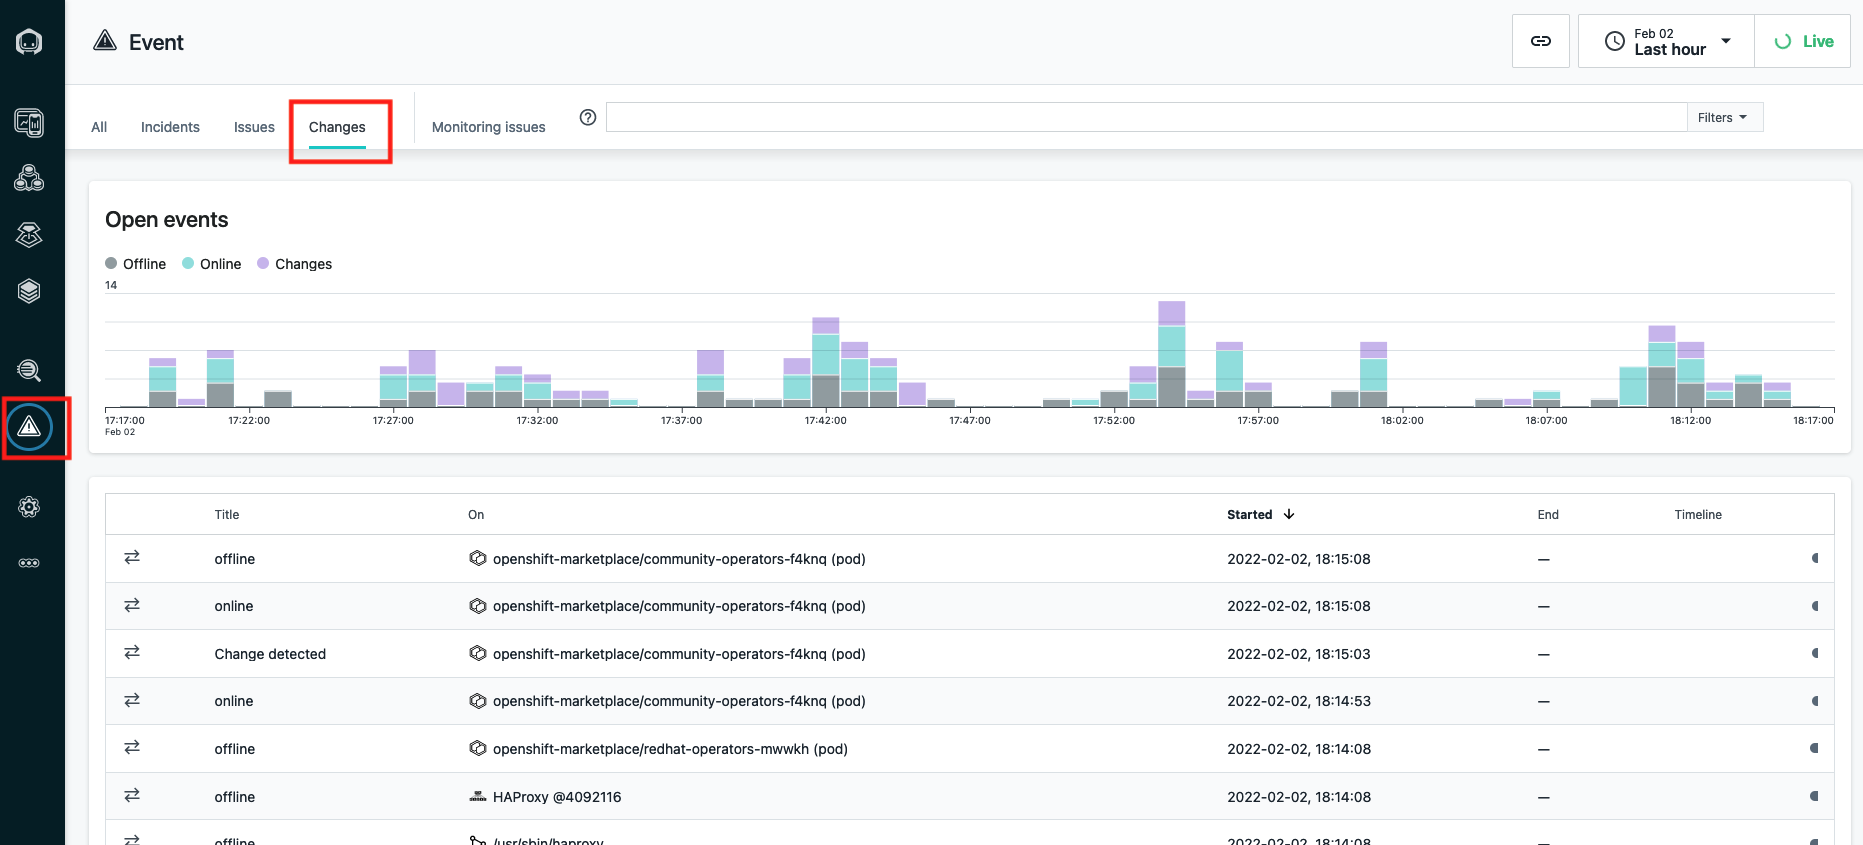 Event
Feb 02
Last hour
Live
All Incidents Issues Changes Monitoring issues
Filters
Open events
Offline Online Changes
14
17:17:00 17:22:00 17:27:00 17:32:00 17:37:00 17:42:00 17:47:00 17:52:00 17:57:00 18:02:00 18:07:00 18:12:00 18:17:00
Feb 02
Title On Started End Timeline
offline openshift-marketplace/community-operators-f4knq (pod) 2022-02-02, 18:15:08 —
online openshift-marketplace/community-operators-f4knq (pod) 2022-02-02, 18:15:08 —
Change detected openshift-marketplace/community-operators-f4knq (pod) 2022-02-02, 18:15:03 —
online openshift-marketplace/community-operators-f4knq (pod) 2022-02-02, 18:14:53 —
offline openshift-marketplace/redhat-operators-mwwkh (pod) 2022-02-02, 18:14:08 —
offline HAProxy @4092116 2022-02-02, 18:14:08 —
offline /usr/sbin/haproxy 2022-02-02, 18:14:08 —